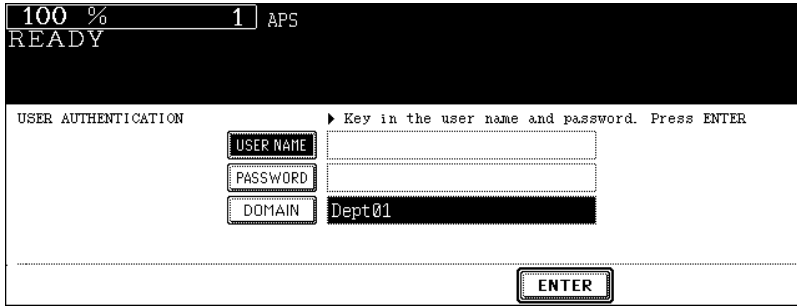 100 % 1 APS
READY
USER AUTHENTICATION ▶ Key in the user name and password. Press ENTER
USER NAME
PASSWORD
DOMAIN Dept01
ENTER